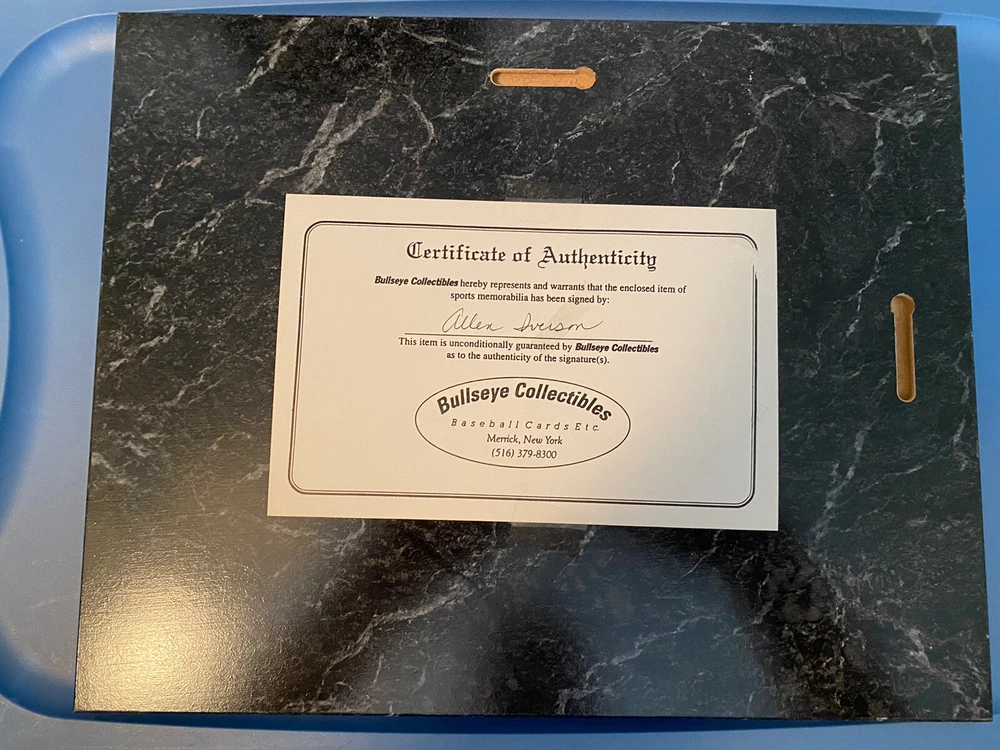 Certificate of Authenticity
Bullseye Collectibles hereby represents and warrants that the enclosed item of
sports memorabilia has been signed by:
Allen Iverson
This item is unconditionally guaranteed by Bullseye Collectibles
as to the authenticity of the signature(s).
Bullseye Collectibles
Baseball Cards Etc.
Merrick, New York
(516) 379-8300